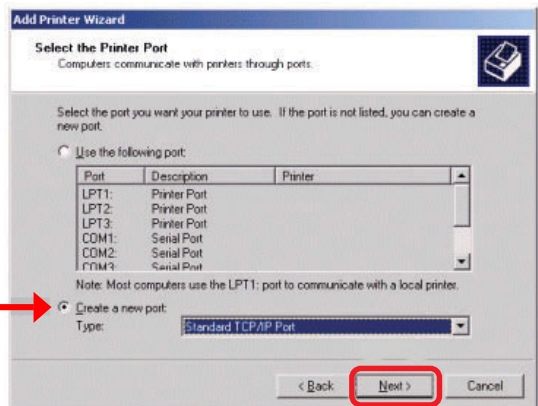 Add Printer Wizard
Select the Printer Port
Computers communicate with printers through ports.
Select the port you want your printer to use. If the port is not listed, you can create a
new port.
Use the following port:
Port Description Printer
LPT1: Printer Port
LPT2: Printer Port
LPT3: Printer Port
COM1: Serial Port
COM2: Serial Port
COM3: Serial Port
Note: Most computers use the LPT1: port to communicate with a local printer.
Create a new port:
Type: Standard TCP/IP Port
< Back Next > Cancel